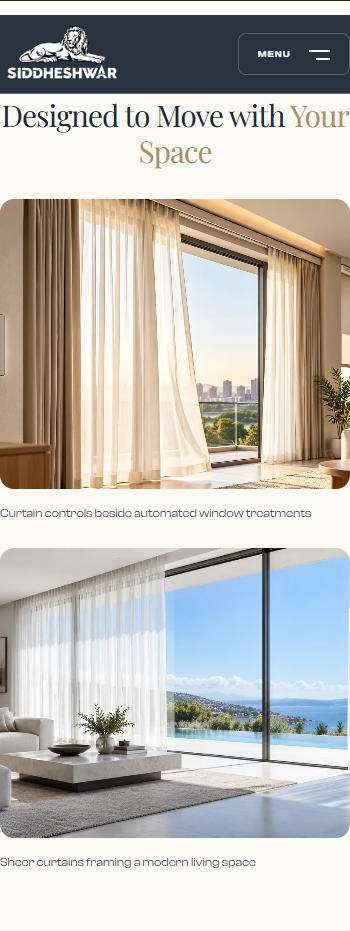 SIDDHESHWAR
MENU
Designed to Move with Your
Space
Curtain controls beside automated window treatments
Sheer curtains framing a modern living space